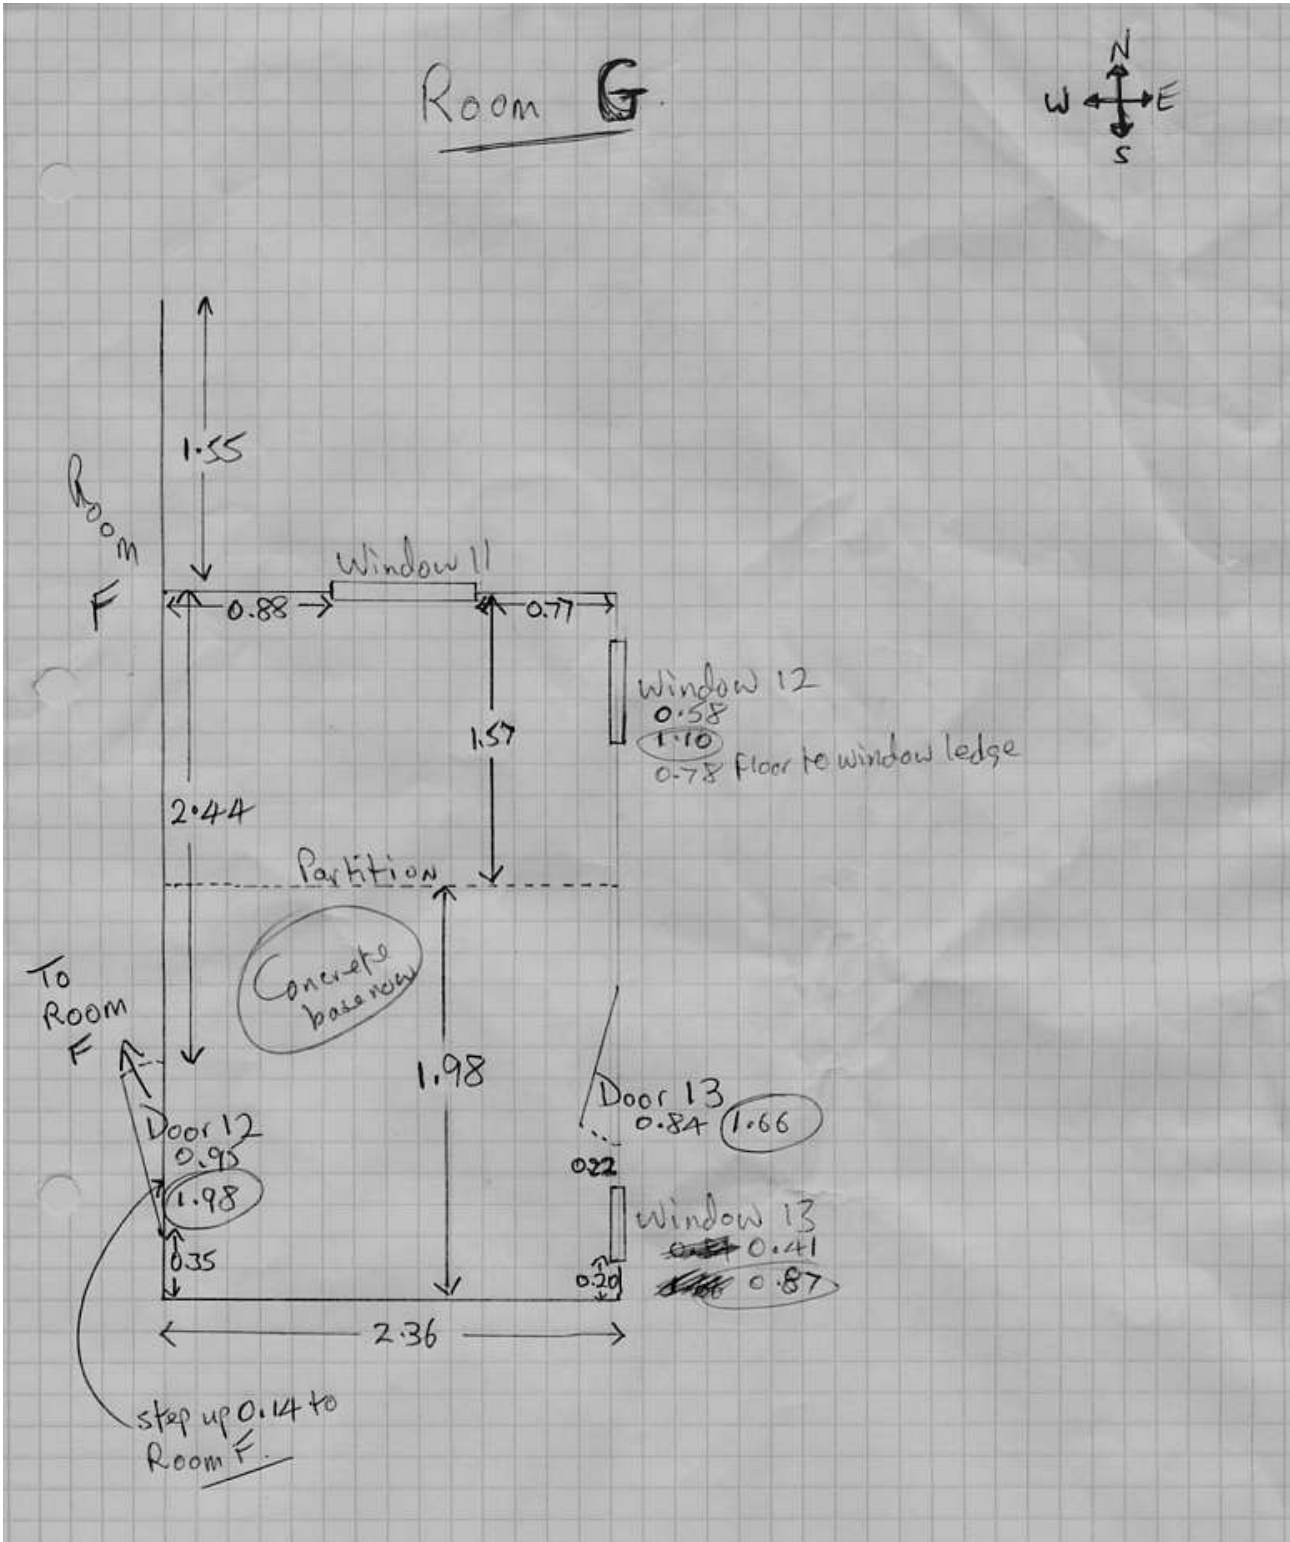 Room G.
N
W E
S
1.55
Room
F
Window 11
0.88
0.77
Window 12
0.58
1.10
0.78 floor to window ledge
1.57
2.44
Partition
Concrete
base now
To
ROOM
F
1.98
Door 13
0.84 1.66
Door 12
0.95
1.98
0.22
Window 13
0.41
0.87
0.35
0.20
2.36
step up 0.14 to
Room F.